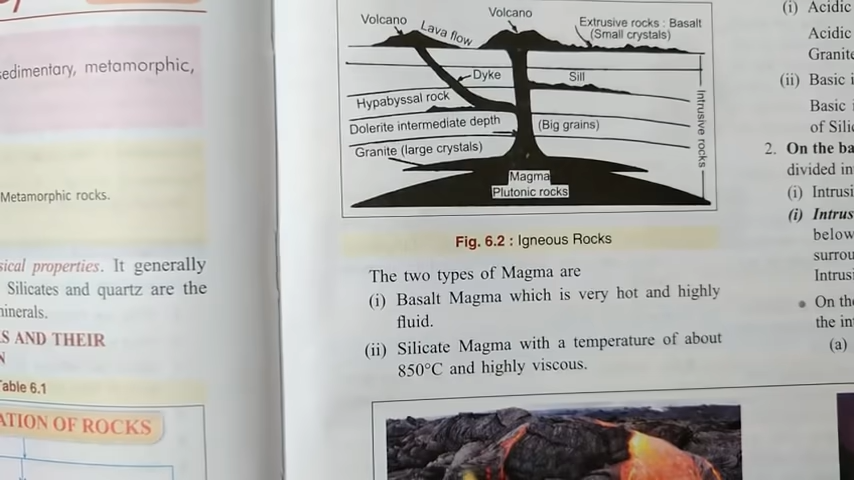 sedimentary, metamorphic,
Metamorphic rocks.
sical properties. It generally
Silicates and quartz are the
minerals.
S AND THEIR
N
Table 6.1
ATION OF ROCKS
Volcano
Lava flow
Volcano
Extrusive rocks : Basalt
(Small crystals)
Dyke
Sill
Hypabyssal rock
Dolerite intermediate depth
(Big grains)
Granite (large crystals)
Intrusive rocks
Magma
Plutonic rocks
Fig. 6.2 : Igneous Rocks
The two types of Magma are
(i) Basalt Magma which is very hot and highly
fluid.
(ii) Silicate Magma with a temperature of about
850°C and highly viscous.
(i) Acidic
Acidic
Granite
(ii) Basic i
Basic
of Silic
2. On the ba
divided in
(i) Intrusi
(i) Intrus
below
surrou
Intrusi
• On the
the in
(a)